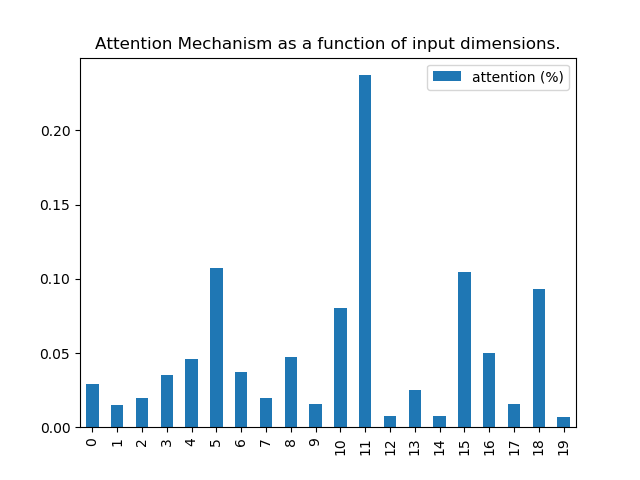 Attention Mechanism as a function of input dimensions.
attention (%)
0.20
0.15
0.10
0.05
0.00
0 1 2 3 4 5 6 7 8 9 10 11 12 13 14 15 16 17 18 19